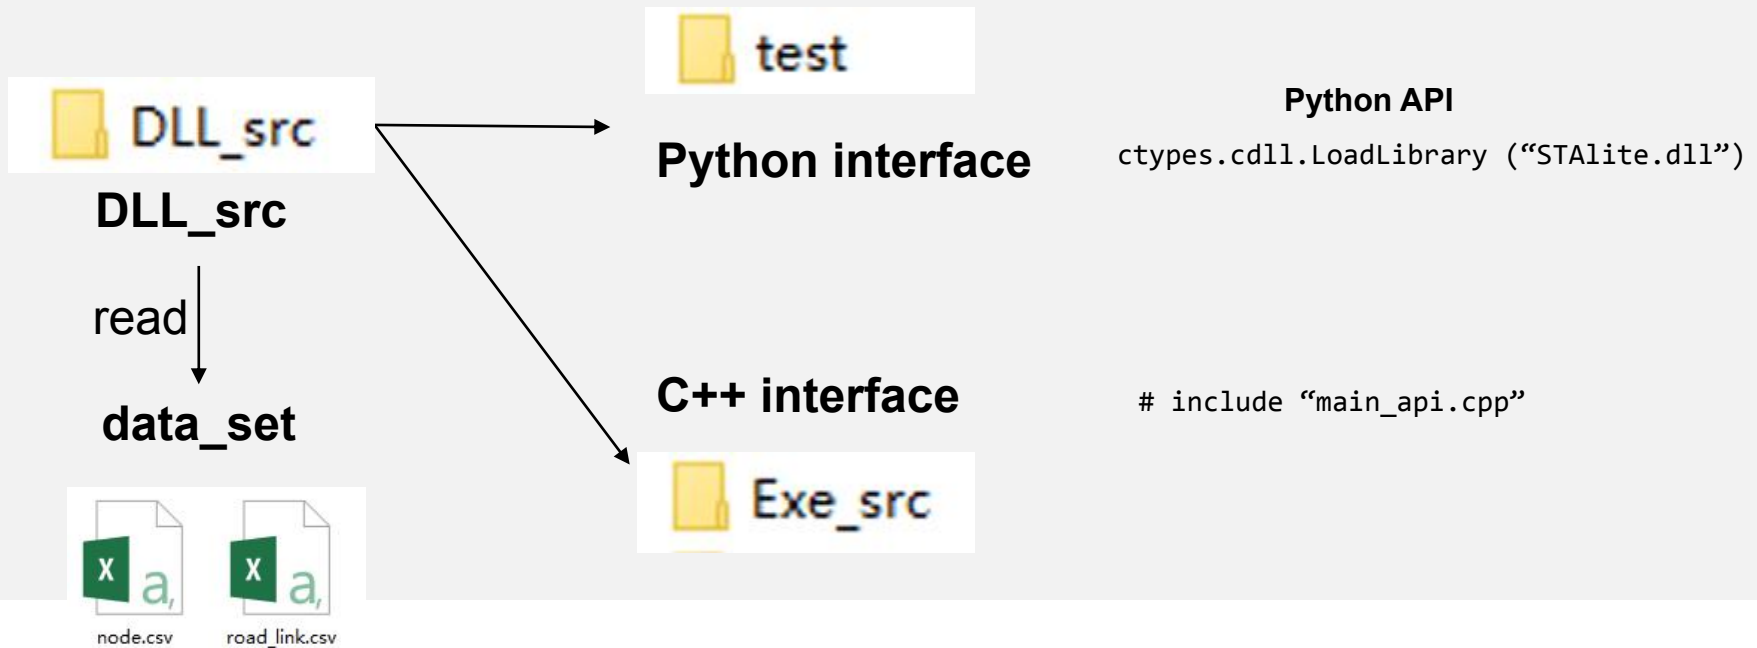 test
DLL_src
Python API
Python interface
ctypes.cdll.LoadLibrary (“STAlite.dll”)
DLL_src
read
C++ interface
# include “main_api.cpp”
data_set
Exe_src
X a,
X a,
node.csv
road_link.csv